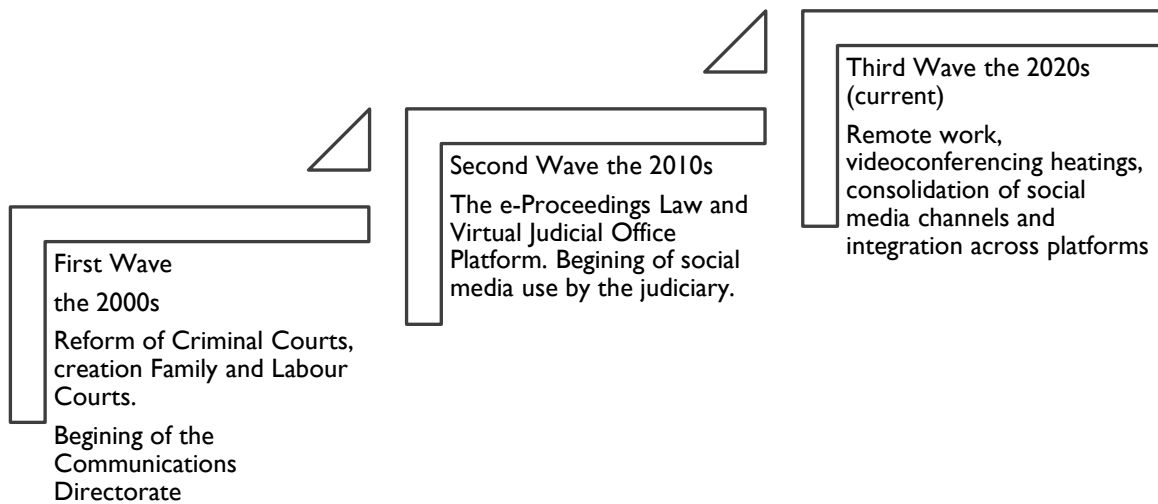 First Wave
the 2000s
Reform of Criminal Courts,
creation Family and Labour
Courts.
Begining of the
Communications
Directorate
Second Wave the 2010s
The e-Proceedings Law and
Virtual Judicial Office
Platform. Begining of social
media use by the judiciary.
Third Wave the 2020s
(current)
Remote work,
videoconferencing heatings,
consolidation of social
media channels and
integration across platforms